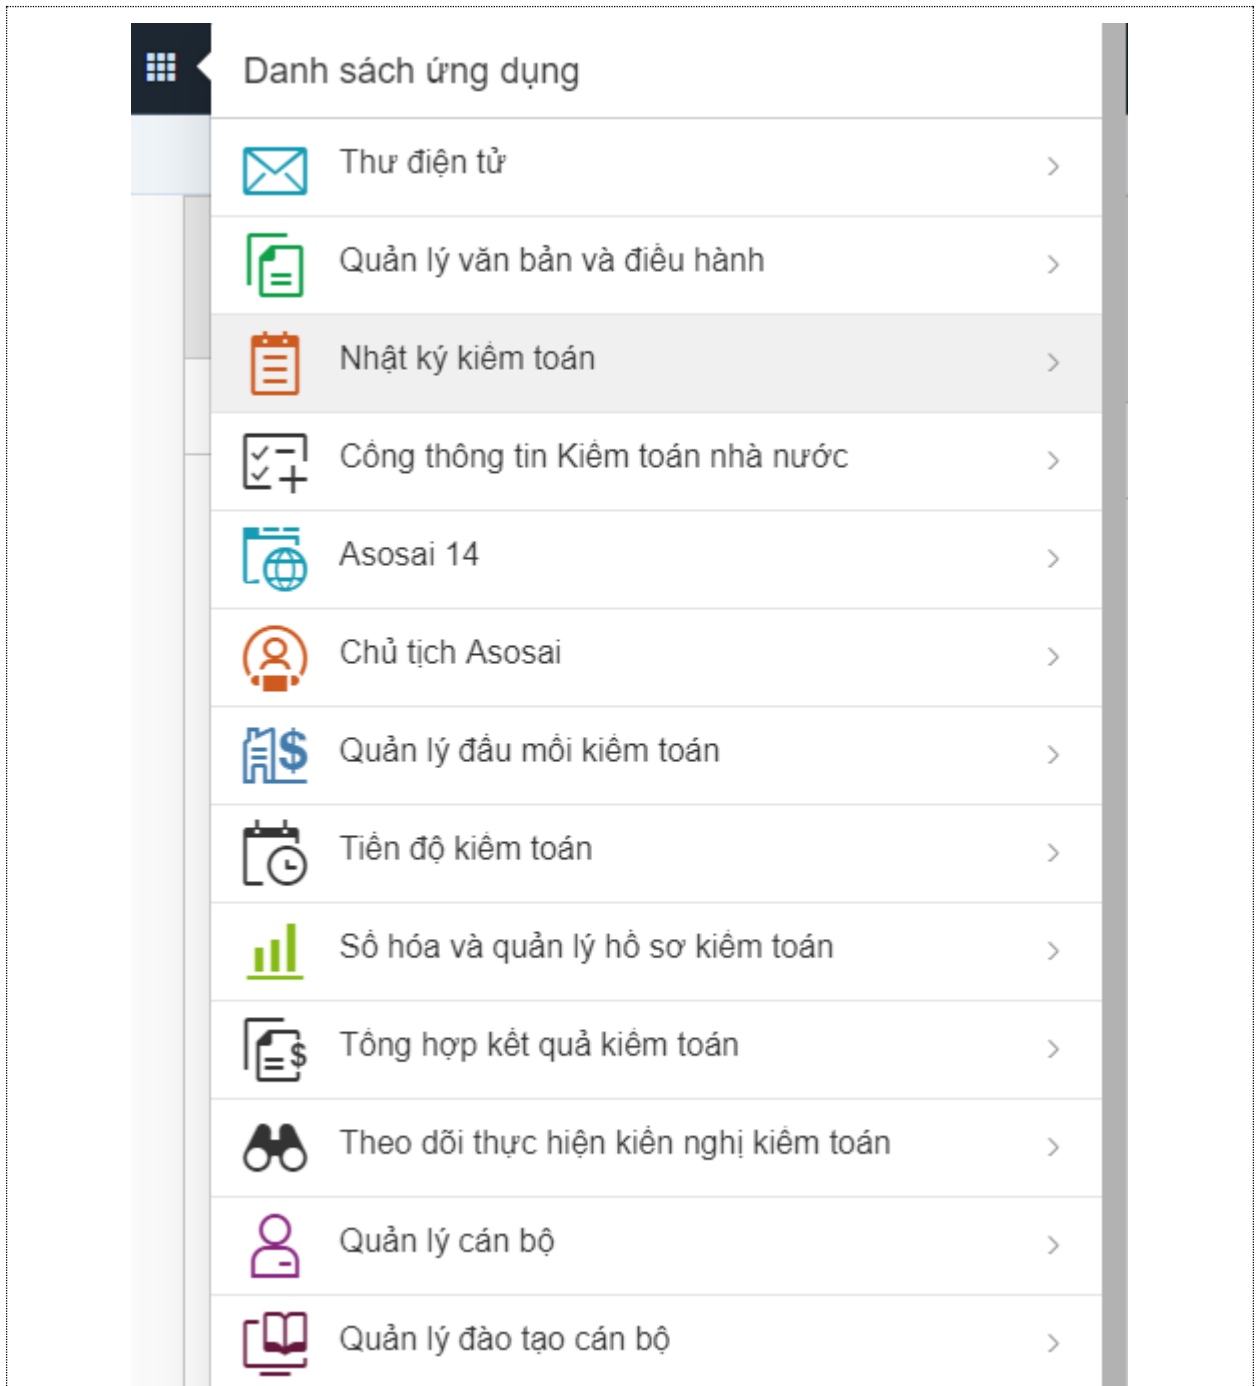 Danh sách ứng dụng
Thư điện tử
Quản lý văn bản và điều hành
Nhật ký kiểm toán
Cổng thông tin Kiểm toán nhà nước
Asosai 14
Chủ tịch Asosai
Quản lý đầu mối kiểm toán
Tiến độ kiểm toán
Số hóa và quản lý hồ sơ kiểm toán
Tổng hợp kết quả kiểm toán
Theo dõi thực hiện kiến nghị kiểm toán
Quản lý cán bộ
Quản lý đào tạo cán bộ